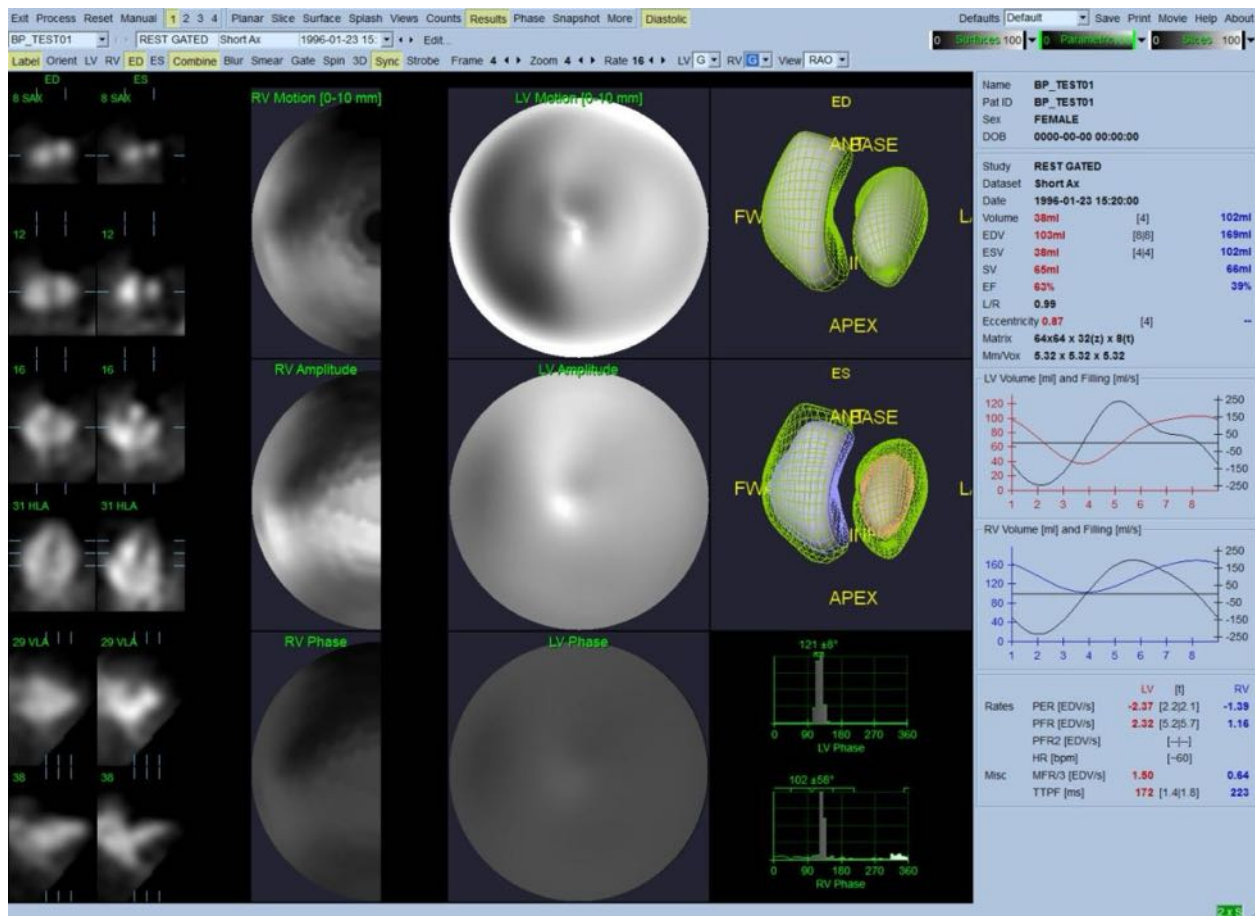 Exit Process Reset Manual 1 2 3 4 Planar Slice Surface Splash Views Counts Results Phase Snapshot More Diastolic Defaults Default Save Print Movie Help About
BP_TEST01 REST GATED Short Ax 1996-01-23 15: Edit... 0 Surfaces 100 0 Parametric 0 Slices 100
Label Orient LV RV ED ES Combine Blur Smear Gate Spin 3D Sync Strobe Frame 4 Zoom 4 Rate 16 LV G RV G View RAO
ED ES
8 SAX 8 SAX
12 12
16 16
31 HLA 31 HLA
29 VLA 29 VLA
38 38
RV Motion [0-10 mm] LV Motion [0-10 mm]
ED
ANT BASE
FW
APEX
RV Amplitude LV Amplitude
ES
ANT BASE
FW
INF
APEX
RV Phase LV Phase
121 ±8°
0 90 180 270 360
LV Phase
102 ±58°
0 90 180 270 360
RV Phase
Name BP_TEST01
Pat ID BP_TEST01
Sex FEMALE
DOB 0000-00-00 00:00:00
Study REST GATED
Dataset Short Ax
Date 1996-01-23 15:20:00
Volume 38ml [4] 102ml
EDV 103ml [8|8] 169ml
ESV 38ml [4|4] 102ml
SV 65ml 66ml
EF 63% 39%
L/R 0.99
Eccentricity 0.87 [4] --
Matrix 64x64 x 32(z) x 8(t)
Mm/Vox 5.32 x 5.32 x 5.32
LV Volume [ml] and Filling [ml/s]
120 250
100 150
80 50
60 -50
40 -150
20 -250
0
1 2 3 4 5 6 7 8
RV Volume [ml] and Filling [ml/s]
160 250
120 150
80 50
40 -50
0 -150
-250
1 2 3 4 5 6 7 8
LV [t] RV
Rates PER [EDV/s] -2.37 [2.2|2.1] -1.39
PFR [EDV/s] 2.32 [5.2|5.7] 1.16
PFR2 [EDV/s] [--|--]
HR [bpm] [~60]
Misc MFR/3 [EDV/s] 1.50 0.64
TTPF [ms] 172 [1.4|1.8] 223
2 x S